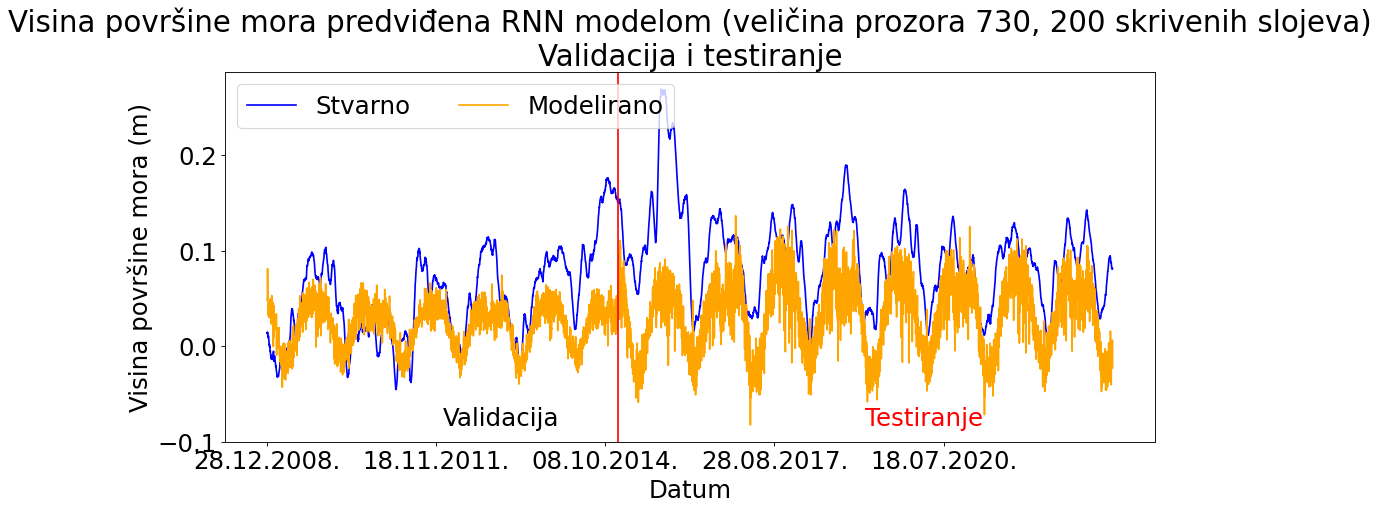 Visina površine mora predviđena RNN modelom (veličina prozora 730, 200 skrivenih slojeva)
Validacija i testiranje
Stvarno
Modelirano
Visina površine mora (m)
0.2
0.1
0.0
−0.1
Validacija
Testiranje
28.12.2008.
18.11.2011.
08.10.2014.
28.08.2017.
18.07.2020.
Datum